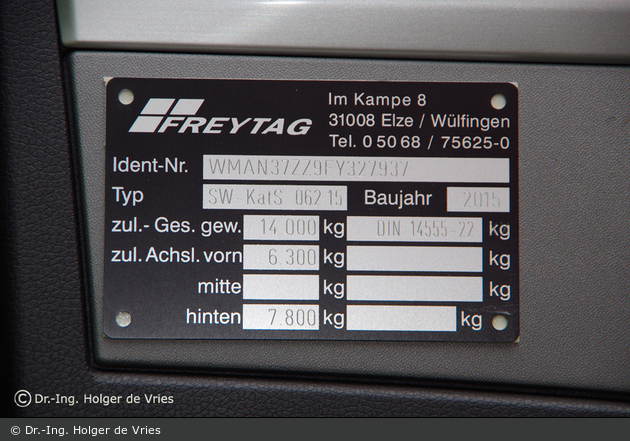 FREYTAG
Im Kampe 8
31008 Elze / Wülfingen
Tel. 0 50 68 / 75625-0
Ident-Nr. WMAN37ZZ9FY327937
Typ SW-KatS 062 15 Baujahr 2015
zul.- Ges. gew. 14.000 kg DIN 14555-22 kg
zul. Achsl. vorn 6.300 kg kg
mitte kg kg
hinten 7.800 kg kg
© Dr.-Ing. Holger de Vries
© Dr.-Ing. Holger de Vries